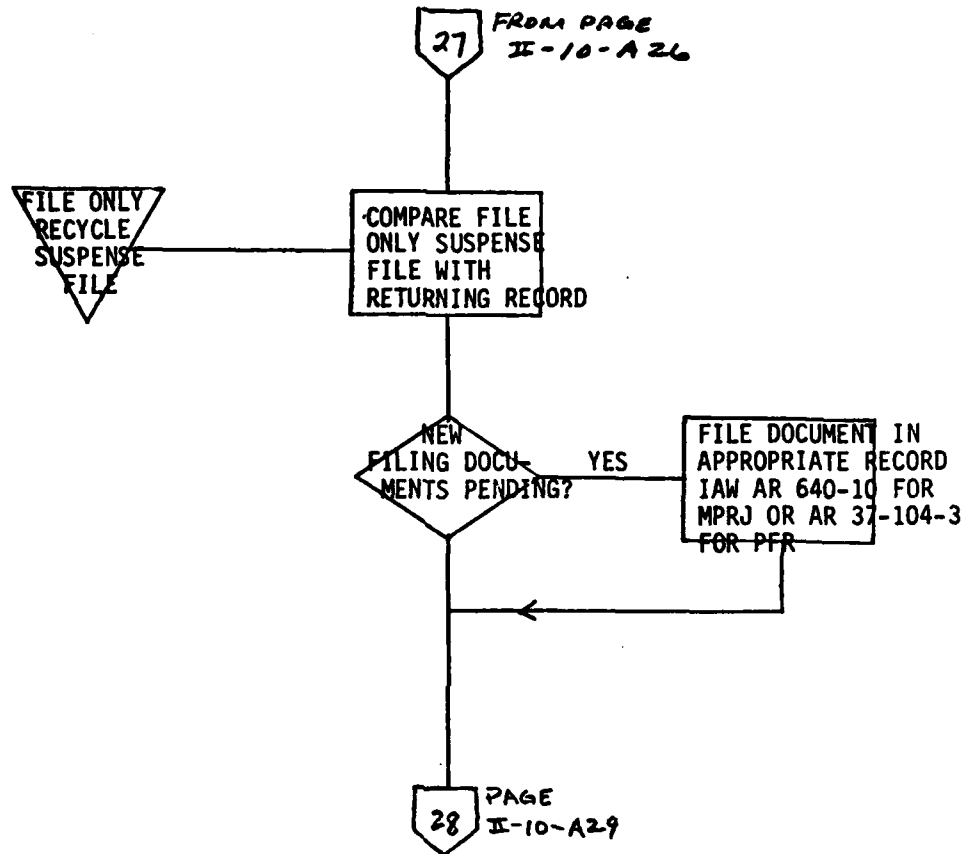 27
FROM PAGE
II-10-A26
FILE ONLY
RECYCLE
SUSPENSE
FILE
COMPARE FILE
ONLY SUSPENSE
FILE WITH
RETURNING RECORD
NEW
FILING DOCU-
MENTS PENDING?
YES
FILE DOCUMENT IN
APPROPRIATE RECORD
IAW AR 640-10 FOR
MPRJ OR AR 37-104-3
FOR PFR
28
PAGE
II-10-A29